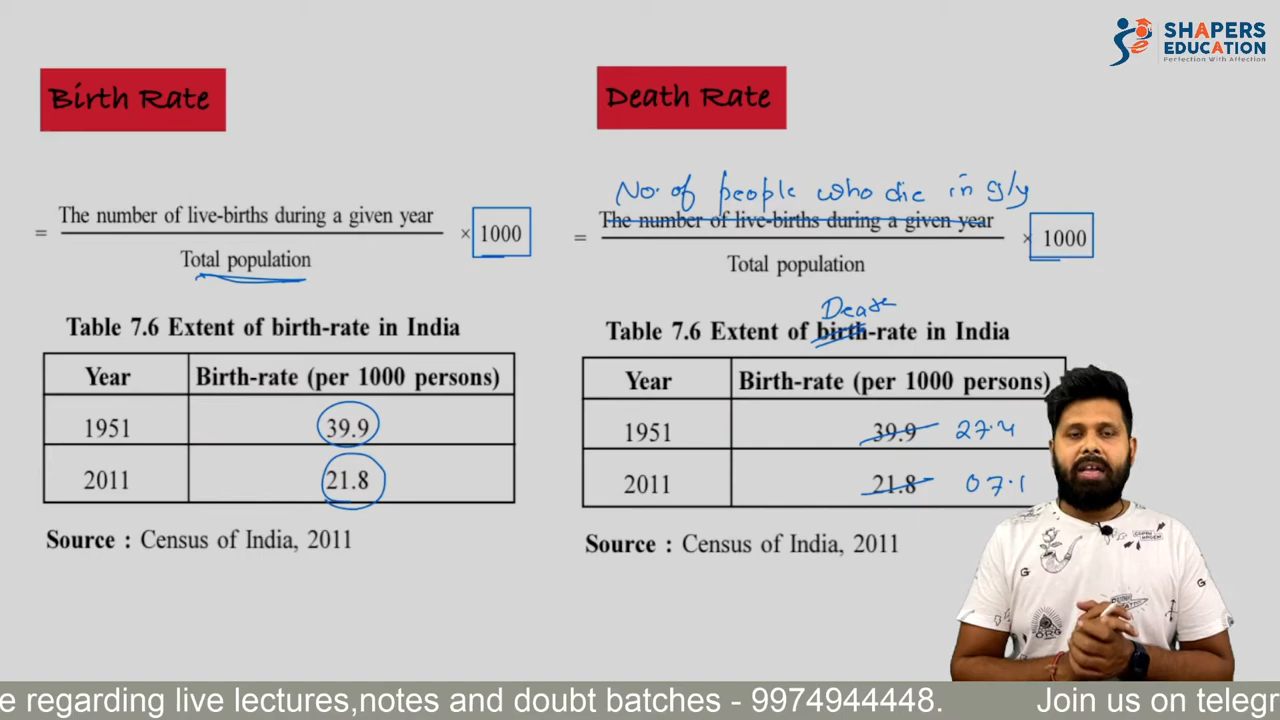 SHAPERS
EDUCATION
Perfection With Affection
Birth Rate
= The number of live-births during a given year
Total population
× 1000
Table 7.6 Extent of birth-rate in India
Year Birth-rate (per 1000 persons)
1951 39.9
2011 21.8
Source : Census of India, 2011
Death Rate
No. of people who die in g/y
= The number of live-births during a given year
Total population
× 1000
Death
Table 7.6 Extent of birth-rate in India
Year Birth-rate (per 1000 persons)
1951 39.9 27.4
2011 21.8 07.1
Source : Census of India, 2011
e regarding live lectures,notes and doubt batches - 9974944448. Join us on telegr